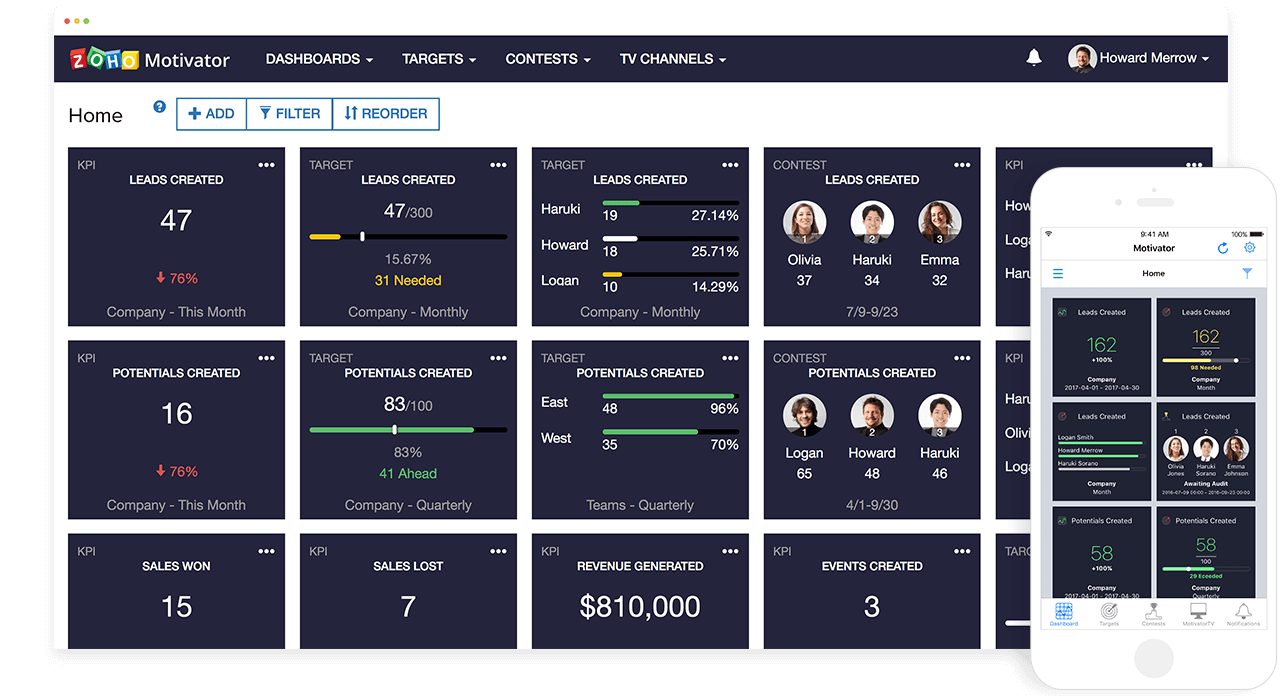 ZOHO Motivator DASHBOARDS TARGETS CONTESTS TV CHANNELS Howard Merrow
Home ? + ADD FILTER REORDER
KPI
LEADS CREATED
47
76%
Company - This Month
TARGET
LEADS CREATED
47/300
15.67%
31 Needed
Company - Monthly
TARGET
LEADS CREATED
Haruki 19 27.14%
Howard 18 25.71%
Logan 10 14.29%
Company - Monthly
CONTEST
LEADS CREATED
1 2 3
Olivia Haruki Emma
37 34 32
7/9-9/23
KPI
How
Loga
Haru
KPI
POTENTIALS CREATED
16
76%
Company - This Month
TARGET
POTENTIALS CREATED
83/100
83%
41 Ahead
Company - Quarterly
TARGET
POTENTIALS CREATED
East 48 96%
West 35 70%
Teams - Quarterly
CONTEST
POTENTIALS CREATED
1 2 3
Logan Howard Haruki
65 48 46
4/1-9/30
KPI
Haru
Olivi
Loga
KPI
SALES WON
15
KPI
SALES LOST
7
KPI
REVENUE GENERATED
$810,000
KPI
EVENTS CREATED
3
TARG
9:41 AM 100%
Motivator
Home
Leads Created
162
+100%
Company
2017-04-01 - 2017-04-30
Leads Created
162
300
98 Needed
Company
Month
Leads Created
Logan Smith
Howard Merrow
Haruki Sorano
Company
Month
Leads Created
1 2 3
Olivia Haruki Emma
Jones Sorano Johnson
Awaiting Audit
2016-07-09 00:00 - 2016-09-23 00:00
Potentials Created
58
+100%
Company
2017-04-01 - 2017-04-30
Potentials Created
58
100
29 Exceeded
Company
Quarterly
Dashboard Targets Contests MotivatorTV Notifications